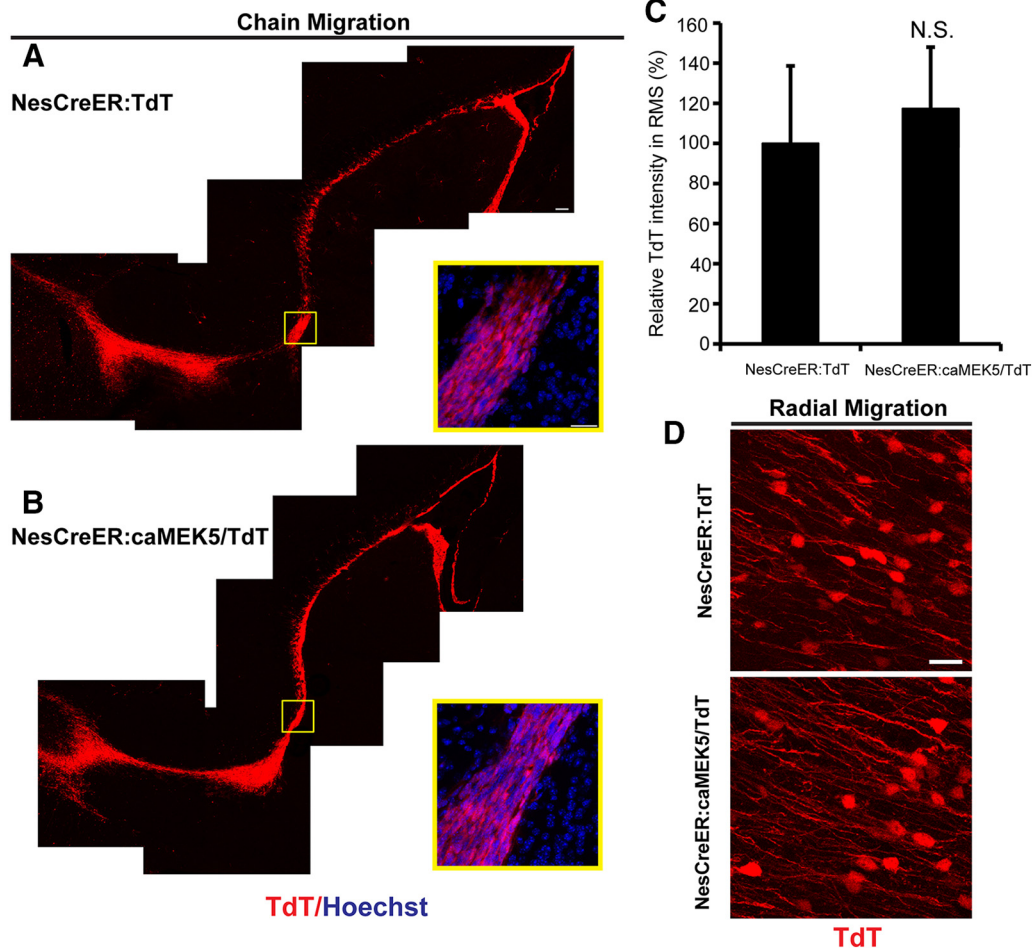 Chain Migration
A
NesCreER:TdT
B
NesCreER:caMEK5/TdT
TdT/Hoechst
C
Relative TdT intensity in RMS (%)
160
140
120
100
80
60
40
20
0
N.S.
NesCreER:TdT
NesCreER:caMEK5/TdT
D
Radial Migration
NesCreER:TdT
NesCreER:caMEK5/TdT
TdT